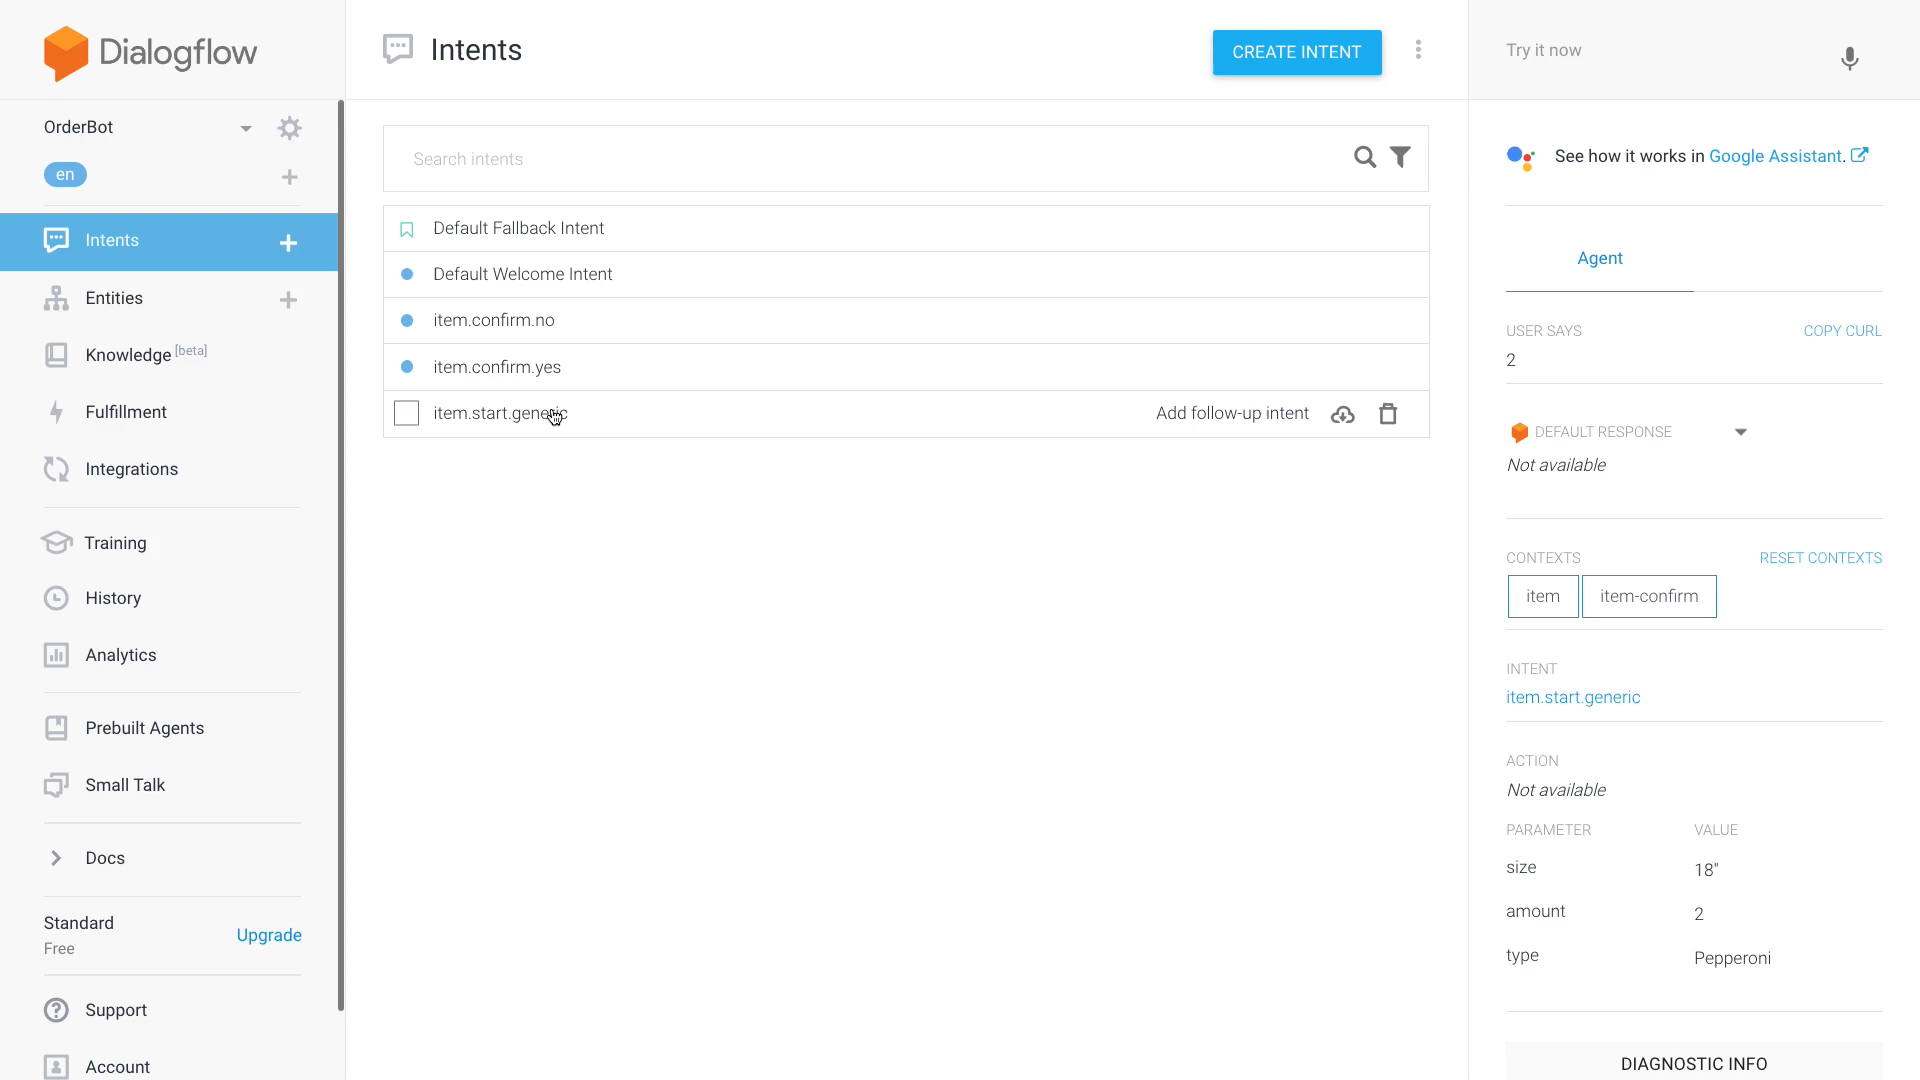 Dialogflow
OrderBot
en
Intents
Entities
Knowledge [beta]
Fulfillment
Integrations
Training
History
Analytics
Prebuilt Agents
Small Talk
Docs
Standard
Free
Upgrade
Support
Account
Intents
CREATE INTENT
Search intents
Default Fallback Intent
Default Welcome Intent
item.confirm.no
item.confirm.yes
item.start.generic
Add follow-up intent
Try it now
See how it works in Google Assistant.
Agent
USER SAYS
COPY CURL
2
DEFAULT RESPONSE
Not available
CONTEXTS
RESET CONTEXTS
item
item-confirm
INTENT
item.start.generic
ACTION
Not available
PARAMETER
VALUE
size
18"
amount
2
type
Pepperoni
DIAGNOSTIC INFO